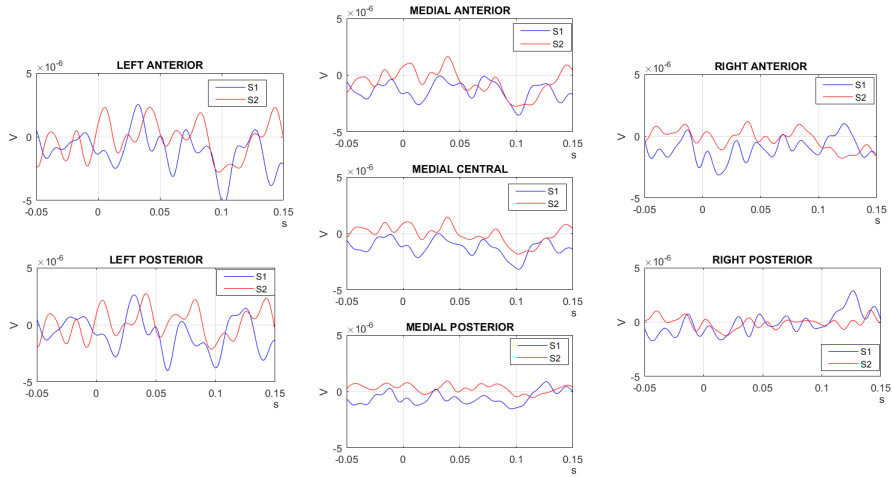 MEDIAL ANTERIOR
×10^-6
5
0
-5
V
-0.05 0 0.05 0.1 0.15
s
S1
S2
LEFT ANTERIOR
×10^-6
5
0
-5
V
-0.05 0 0.05 0.1 0.15
s
S1
S2
RIGHT ANTERIOR
×10^-6
5
0
-5
V
-0.05 0 0.05 0.1 0.15
s
S1
S2
MEDIAL CENTRAL
×10^-6
5
0
-5
V
-0.05 0 0.05 0.1 0.15
s
S1
S2
LEFT POSTERIOR
×10^-6
5
0
-5
V
-0.05 0 0.05 0.1 0.15
s
S1
S2
RIGHT POSTERIOR
×10^-6
5
0
-5
V
-0.05 0 0.05 0.1 0.15
s
S1
S2
MEDIAL POSTERIOR
×10^-6
5
0
-5
V
-0.05 0 0.05 0.1 0.15
s
S1
S2